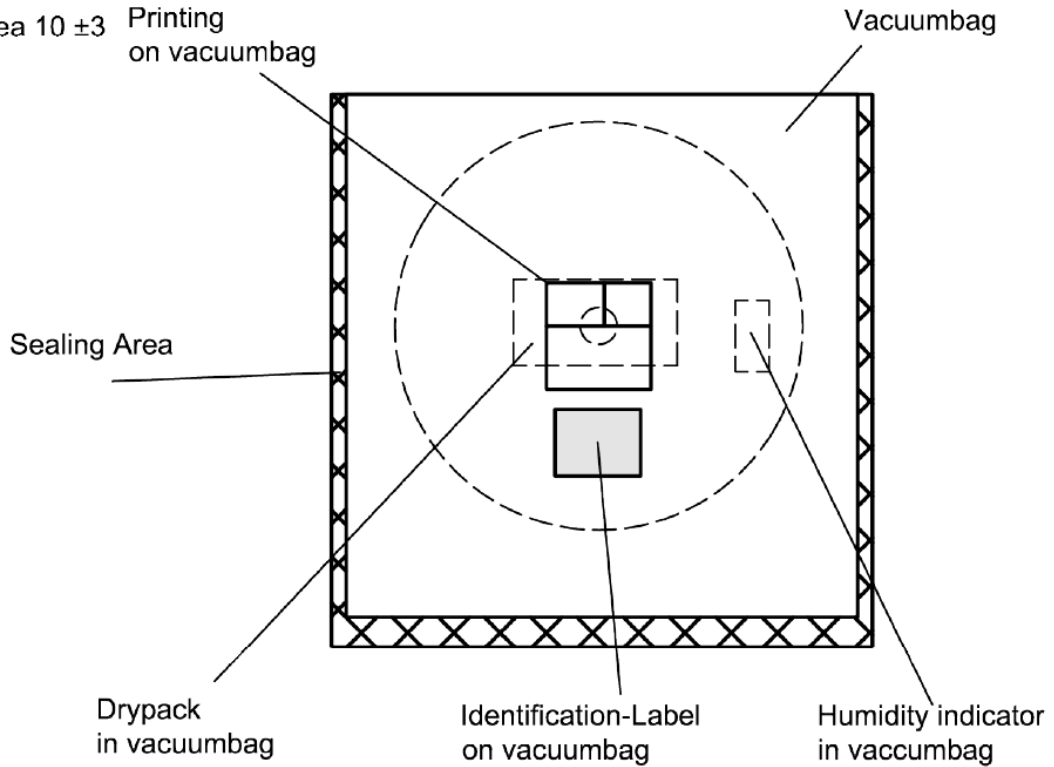 ea 10 ±3
Printing
on vacuumbag
Vacuumbag
Sealing Area
Drypack
in vacuumbag
Identification-Label
on vacuumbag
Humidity indicator
in vaccumbag